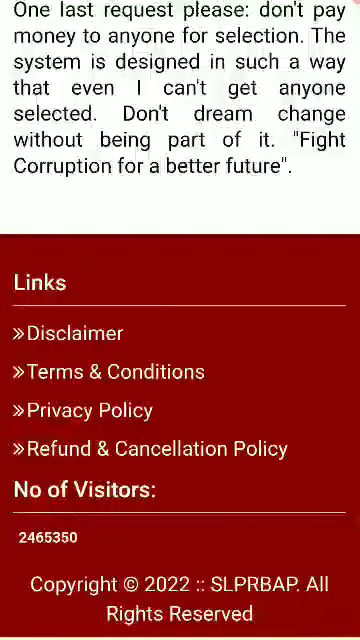 One last request please: don't pay
money to anyone for selection. The
system is designed in such a way
that even I can't get anyone
selected. Don't dream change
without being part of it. "Fight
Corruption for a better future".
Links
Disclaimer
Terms & Conditions
Privacy Policy
Refund & Cancellation Policy
No of Visitors:
2465350
Copyright © 2022 :: SLPRBAP. All
Rights Reserved